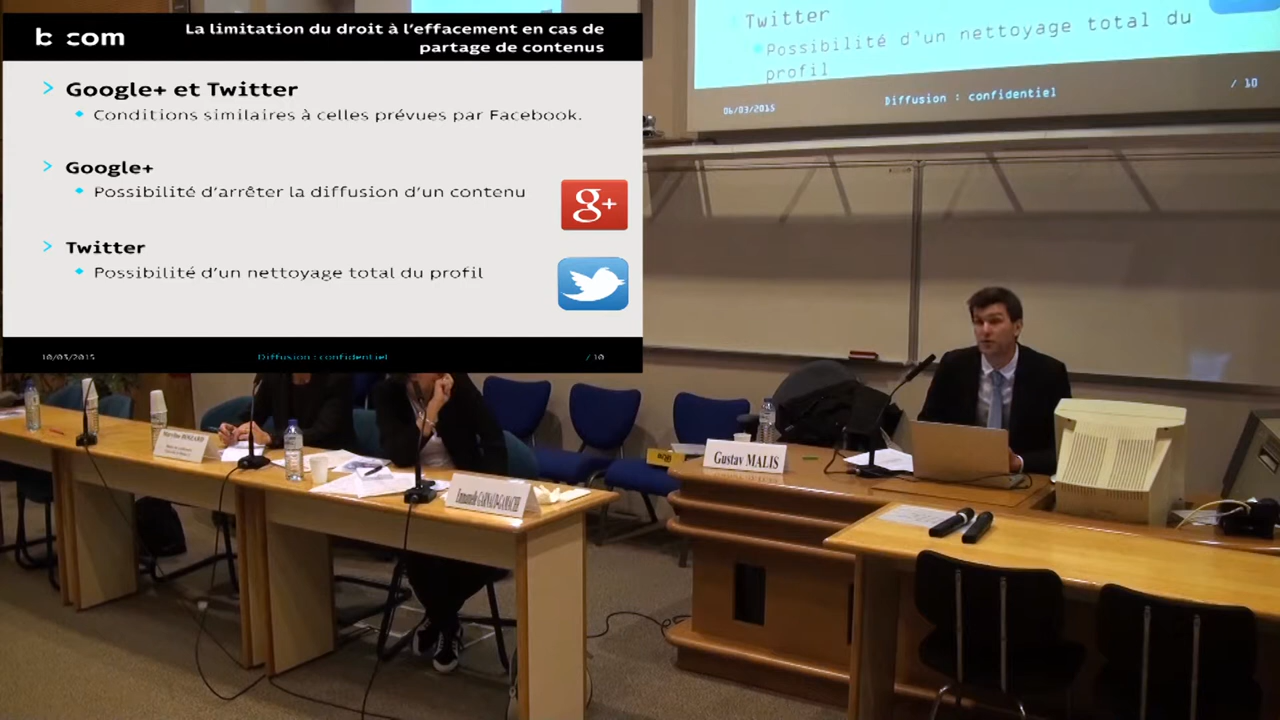 b com
La limitation du droit à l'effacement en cas de
partage de contenus
Google+ et Twitter
Conditions similaires à celles prévues par Facebook.
Google+
Possibilité d'arrêter la diffusion d'un contenu
g+
Twitter
Possibilité d'un nettoyage total du profil
10/03/2015
Diffusion : confidentiel
/ 10
Twitter
Possibilité d'un nettoyage total du
profil
06/03/2015
Diffusion : confidentiel
/ 10
Gustav MALIS
Emmanuelle